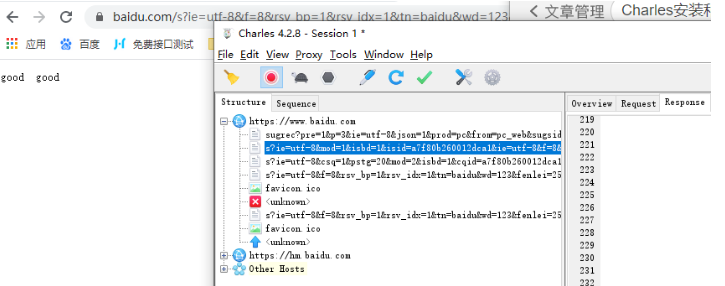 baidu.com/s?ie=utf-8&f=8&rsv_bp=1&rsv_idx=1&tn=baidu&wd=123
文章管理
Charles安装和
应用
百度
免费接口测试
good good
Charles 4.2.8 - Session 1 *
File Edit View Proxy Tools Window Help
Structure Sequence
Overview Request Response
https://www.baidu.com
sugrec?pre=1&p=3&ie=utf-8&json=1&prod=pc&from=pc_web&sugsid
s?ie=utf-8&mod=1&isbd=1&isid=a7f80b260012dca1&ie=utf-8&f=8&
s?ie=utf-8&csq=1&pstg=20&mod=2&isbd=1&cqid=a7f80b260012dca
s?ie=utf-8&f=8&rsv_bp=1&rsv_idx=1&tn=baidu&wd=123&fenlei=25
favicon.ico
<unknown>
s?ie=utf-8&f=8&rsv_bp=1&rsv_idx=1&tn=baidu&wd=123&fenlei=25
favicon.ico
<unknown>
https://hm.baidu.com
Other Hosts
219
220
221
222
223
224
225
226
227
228
229
230
231
232